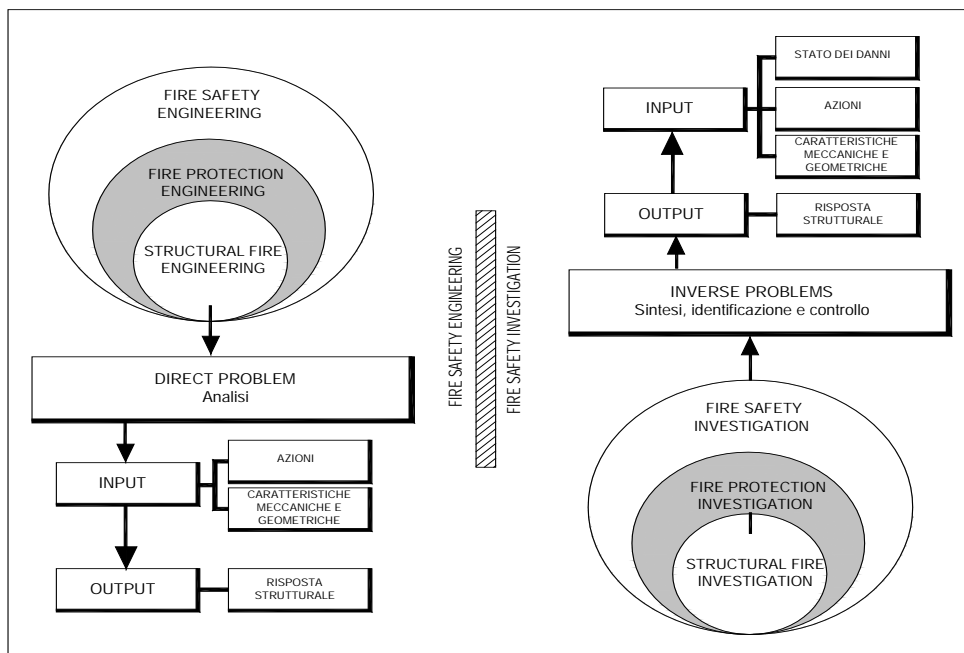 FIRE SAFETY
ENGINEERING
FIRE PROTECTION
ENGINEERING
STRUCTURAL FIRE
ENGINEERING
DIRECT PROBLEM
Analisi
INPUT
AZIONI
CARATTERISTICHE
MECCANICHE E
GEOMETRICHE
OUTPUT
RISPOSTA
STRUTTURALE
FIRE SAFETY ENGINEERING
FIRE SAFETY INVESTIGATION
STATO DEI DANNI
INPUT
AZIONI
CARATTERISTICHE
MECCANICHE E
GEOMETRICHE
OUTPUT
RISPOSTA
STRUTTURALE
INVERSE PROBLEMS
Sintesi, identificazione e controllo
FIRE SAFETY
INVESTIGATION
FIRE PROTECTION
INVESTIGATION
STRUCTURAL FIRE
INVESTIGATION